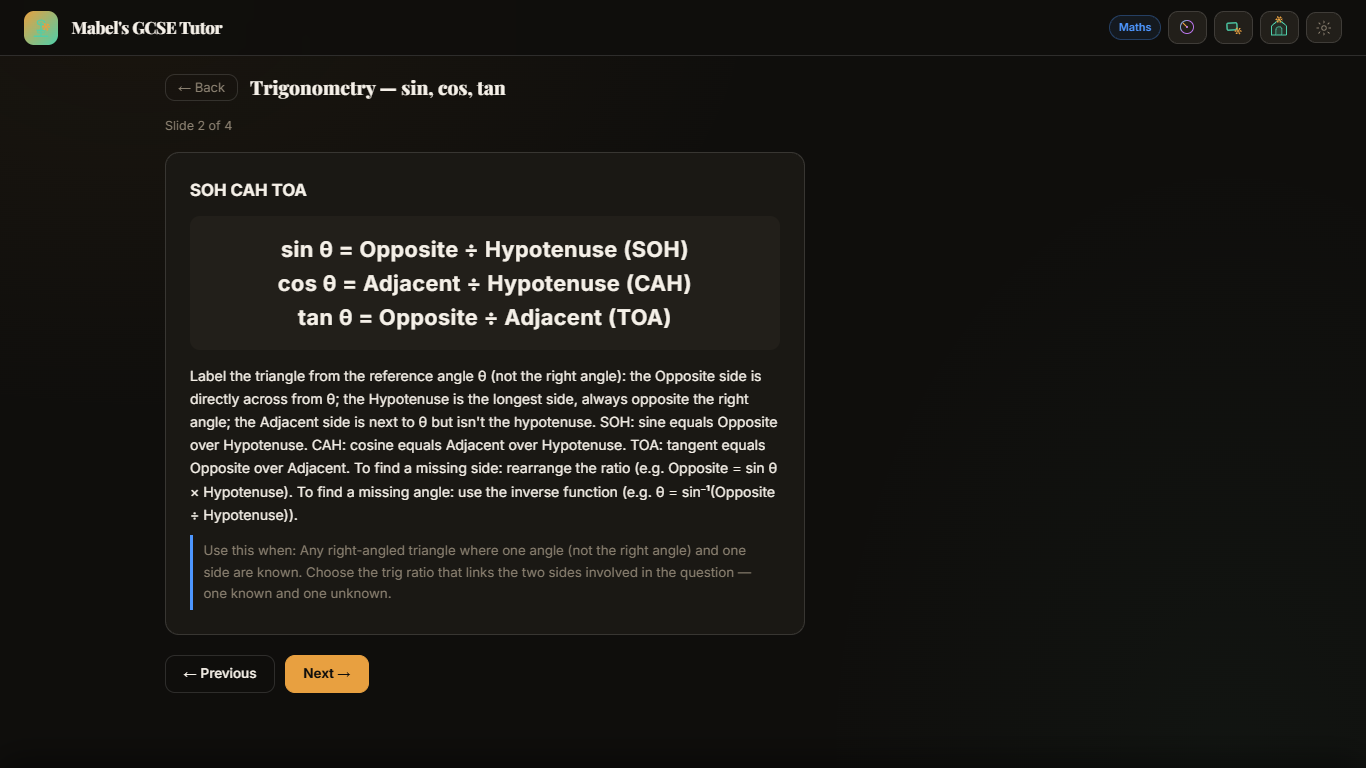 Mabel's GCSE Tutor
Maths
← Back
Trigonometry — sin, cos, tan
Slide 2 of 4
SOH CAH TOA
sin θ = Opposite ÷ Hypotenuse (SOH)
cos θ = Adjacent ÷ Hypotenuse (CAH)
tan θ = Opposite ÷ Adjacent (TOA)
Label the triangle from the reference angle θ (not the right angle): the Opposite side is
directly across from θ; the Hypotenuse is the longest side, always opposite the right
angle; the Adjacent side is next to θ but isn't the hypotenuse. SOH: sine equals Opposite
over Hypotenuse. CAH: cosine equals Adjacent over Hypotenuse. TOA: tangent equals
Opposite over Adjacent. To find a missing side: rearrange the ratio (e.g. Opposite = sin θ
× Hypotenuse). To find a missing angle: use the inverse function (e.g. θ = sin⁻¹(Opposite
÷ Hypotenuse)).
Use this when: Any right-angled triangle where one angle (not the right angle) and one
side are known. Choose the trig ratio that links the two sides involved in the question —
one known and one unknown.
← Previous
Next →